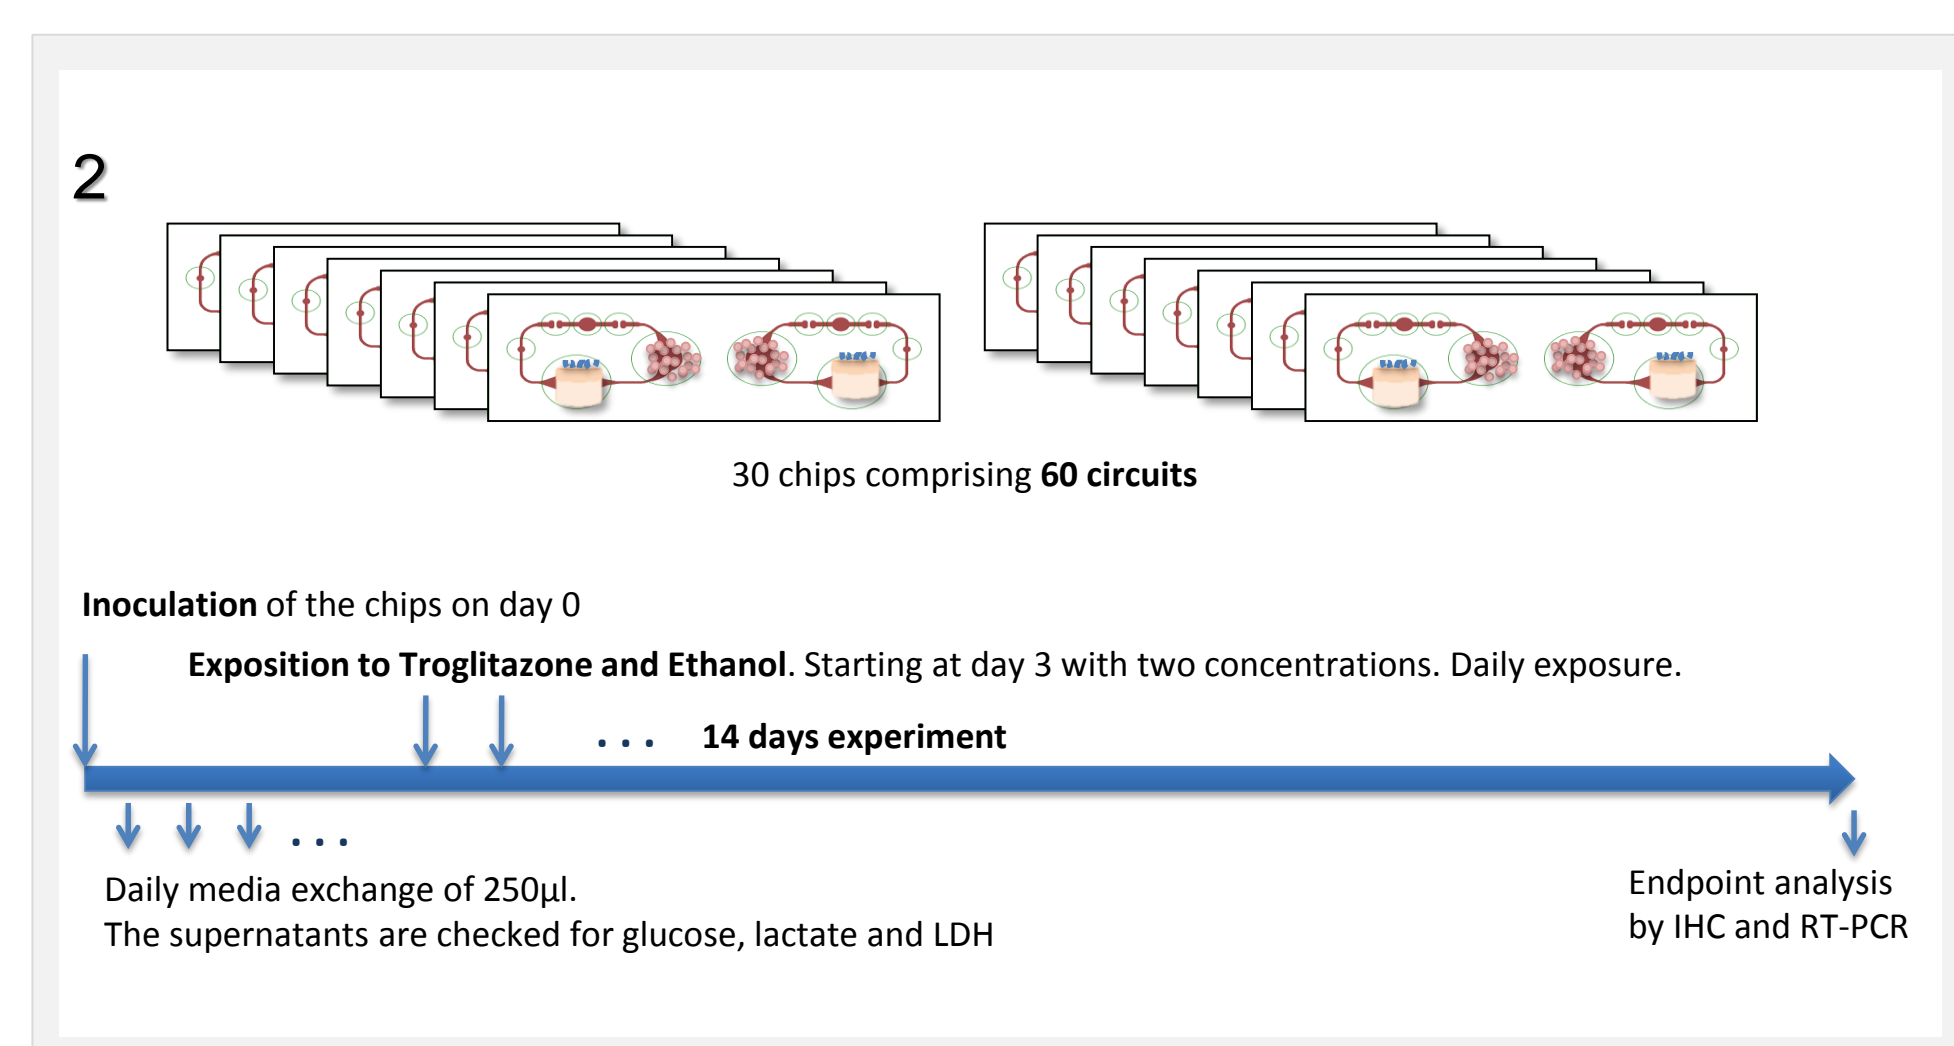 2
30 chips comprising 60 circuits
Inoculation of the chips on day 0
Exposition to Troglitazone and Ethanol. Starting at day 3 with two concentrations. Daily exposure.
. . . 14 days experiment
. . .
Daily media exchange of 250µl.
The supernatants are checked for glucose, lactate and LDH
Endpoint analysis
by IHC and RT-PCR